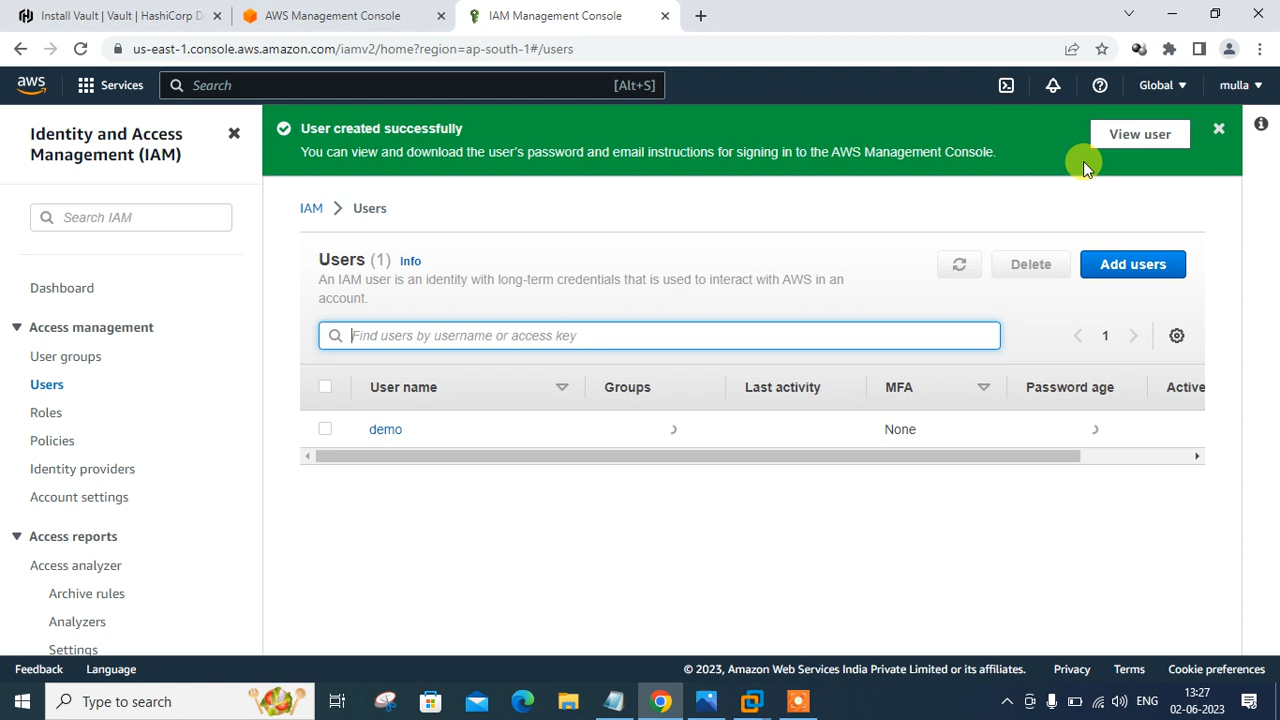 Install Vault | Vault | HashiCorp D
AWS Management Console
IAM Management Console
us-east-1.console.aws.amazon.com/iamv2/home?region=ap-south-1#/users
aws
Services
Search
[Alt+S]
Global
mulla
Identity and Access
Management (IAM)
Search IAM
Dashboard
Access management
User groups
Users
Roles
Policies
Identity providers
Account settings
Access reports
Access analyzer
Archive rules
Analyzers
Settings
User created successfully
You can view and download the user's password and email instructions for signing in to the AWS Management Console.
View user
IAM
Users
Users (1) Info
An IAM user is an identity with long-term credentials that is used to interact with AWS in an
account.
Delete
Add users
Find users by username or access key
1
User name
Groups
Last activity
MFA
Password age
Active
demo
None
Feedback
Language
© 2023, Amazon Web Services India Private Limited or its affiliates.
Privacy
Terms
Cookie preferences
Type to search
ENG
13:27
02-06-2023